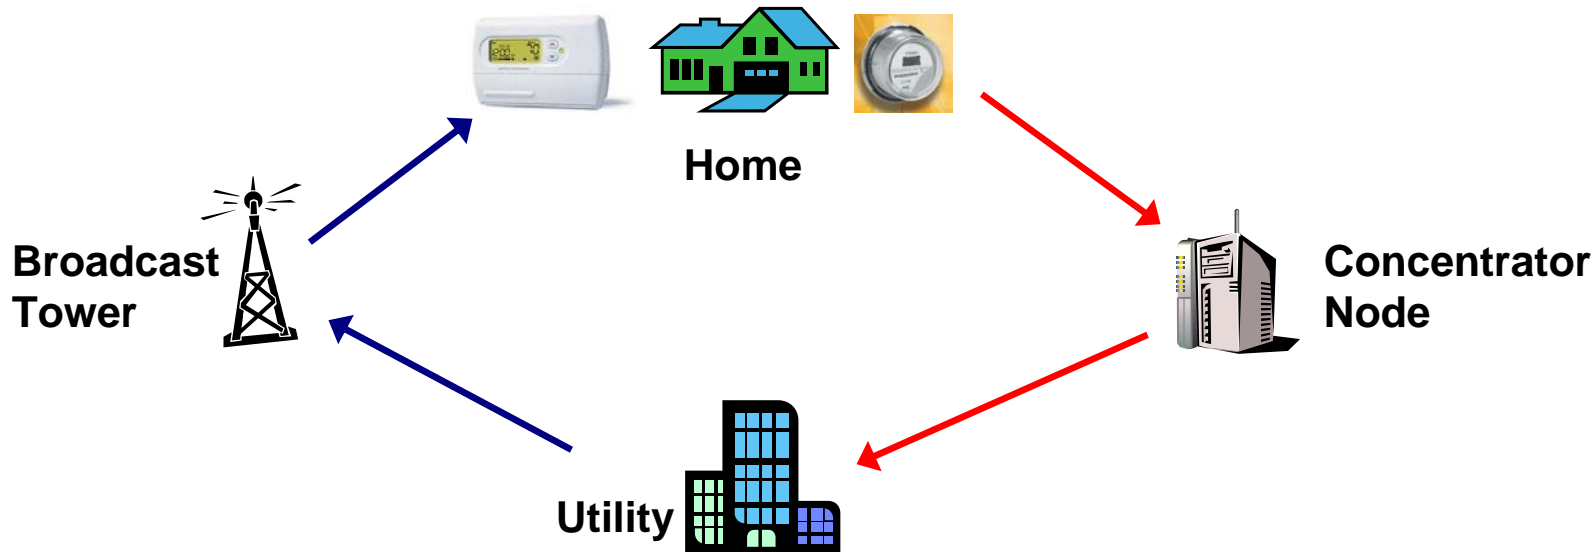 Home
Broadcast
Tower
Concentrator
Node
Utility